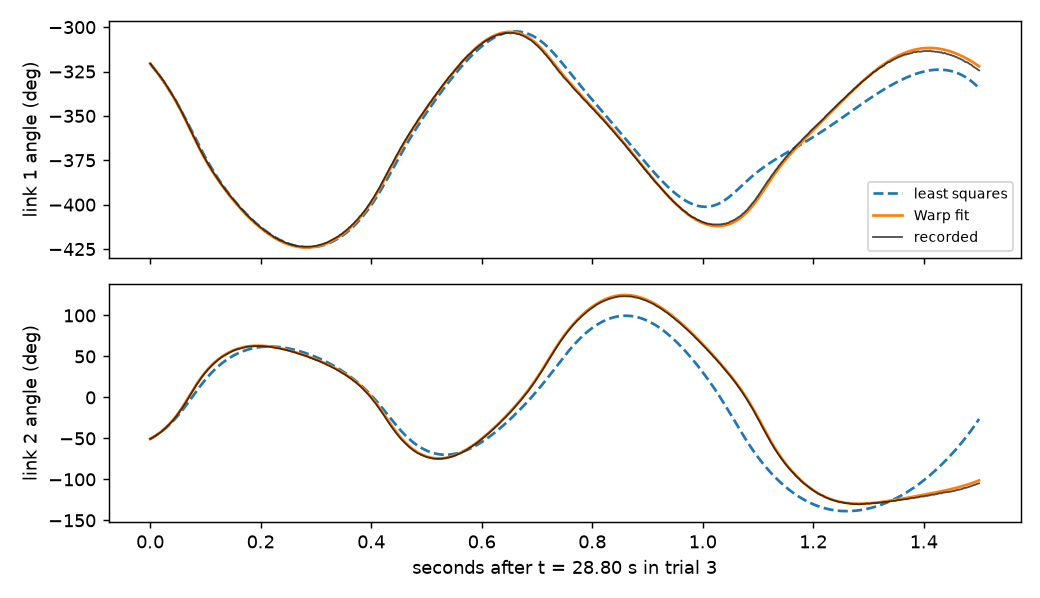 link 1 angle (deg)
−300
−325
−350
−375
−400
−425
least squares
Warp fit
recorded
link 2 angle (deg)
100
50
0
−50
−100
−150
0.0 0.2 0.4 0.6 0.8 1.0 1.2 1.4
seconds after t = 28.80 s in trial 3